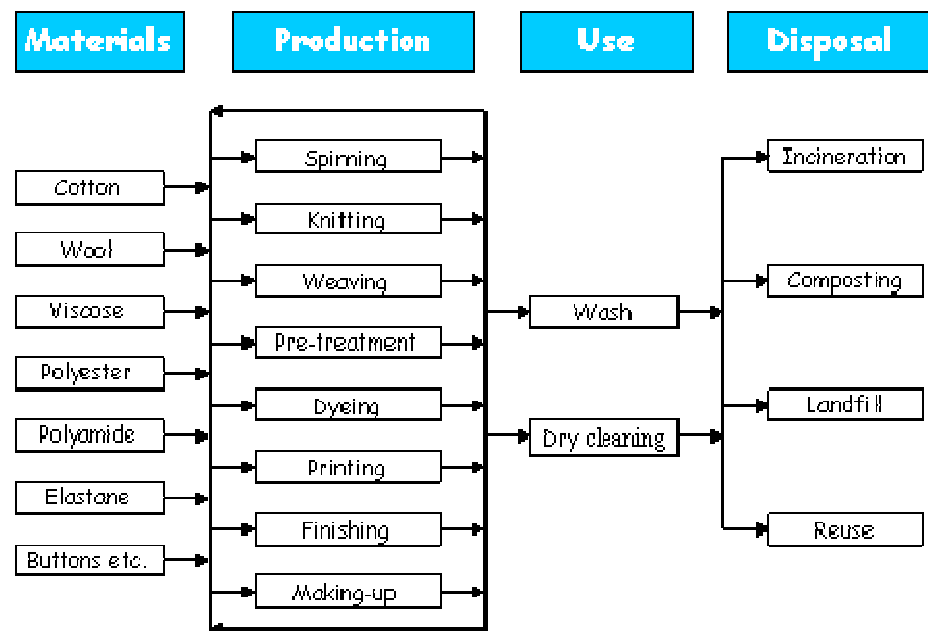 Materials
Production
Use
Disposal
Cotton
Wool
Viscose
Polyester
Polyamide
Elastane
Buttons etc.
Spinning
Knitting
Weaving
Pre-treatment
Dyeing
Printing
Finishing
Making-up
Wash
Dry cleaning
Incineration
Composting
Landfill
Reuse